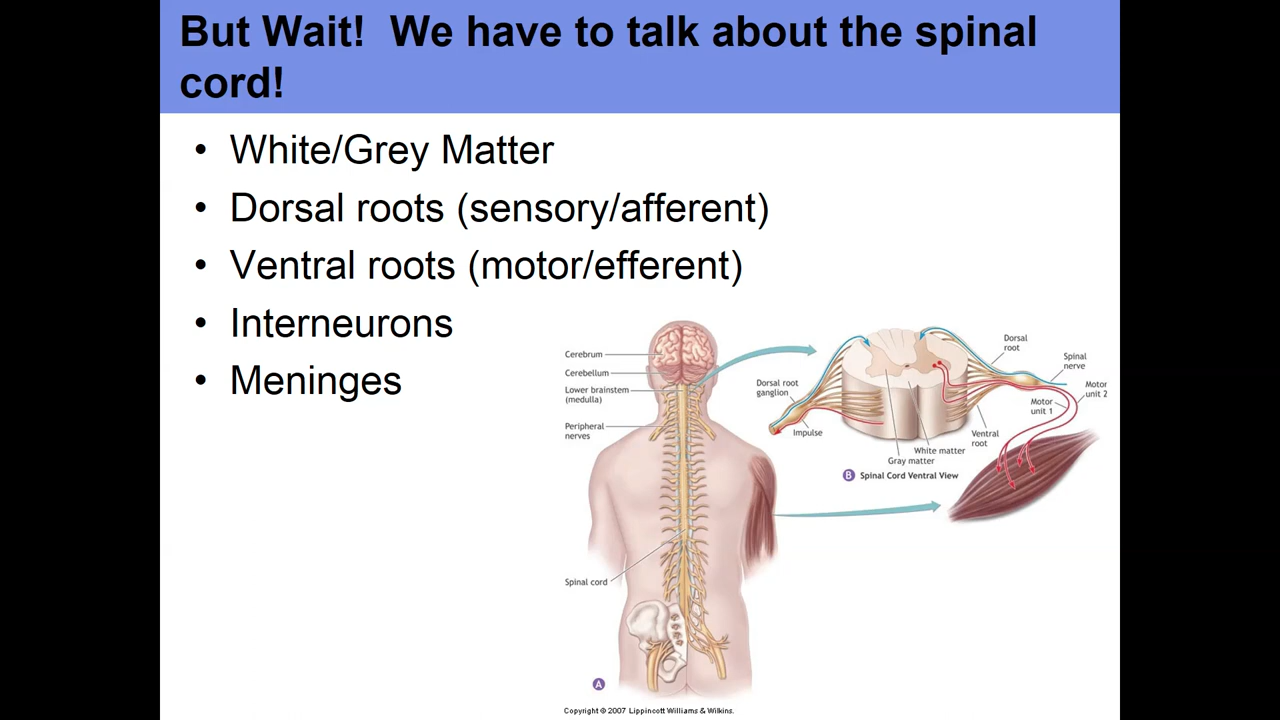 But Wait!  We have to talk about the spinal
cord!
• White/Grey Matter
• Dorsal roots (sensory/afferent)
• Ventral roots (motor/efferent)
• Interneurons
• Meninges
Cerebrum
Cerebellum
Lower brainstem
(medulla)
Peripheral
nerves
Spinal cord
A
Dorsal root
ganglion
Impulse
Dorsal
root
Spinal
nerve
Motor
unit 2
Motor
unit 1
Ventral
root
White matter
Gray matter
B Spinal Cord Ventral View
Copyright © 2007 Lippincott Williams & Wilkins.